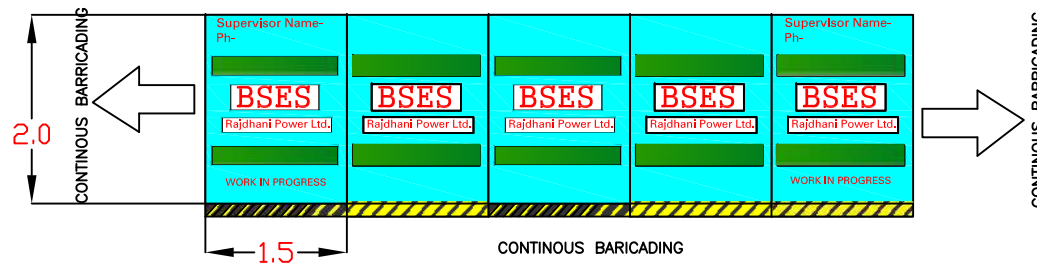 Supervisor Name-
Ph-
Supervisor Name-
Ph-
CONTINOUS BARRICADING
2.0
BSES
BSES
BSES
BSES
BSES
Rajdhani Power Ltd.
Rajdhani Power Ltd.
Rajdhani Power Ltd.
Rajdhani Power Ltd.
Rajdhani Power Ltd.
WORK IN PROGRESS
WORK IN PROGRESS
CONTINOUS BARICADING
1.5
CONTINOUS BARICADING